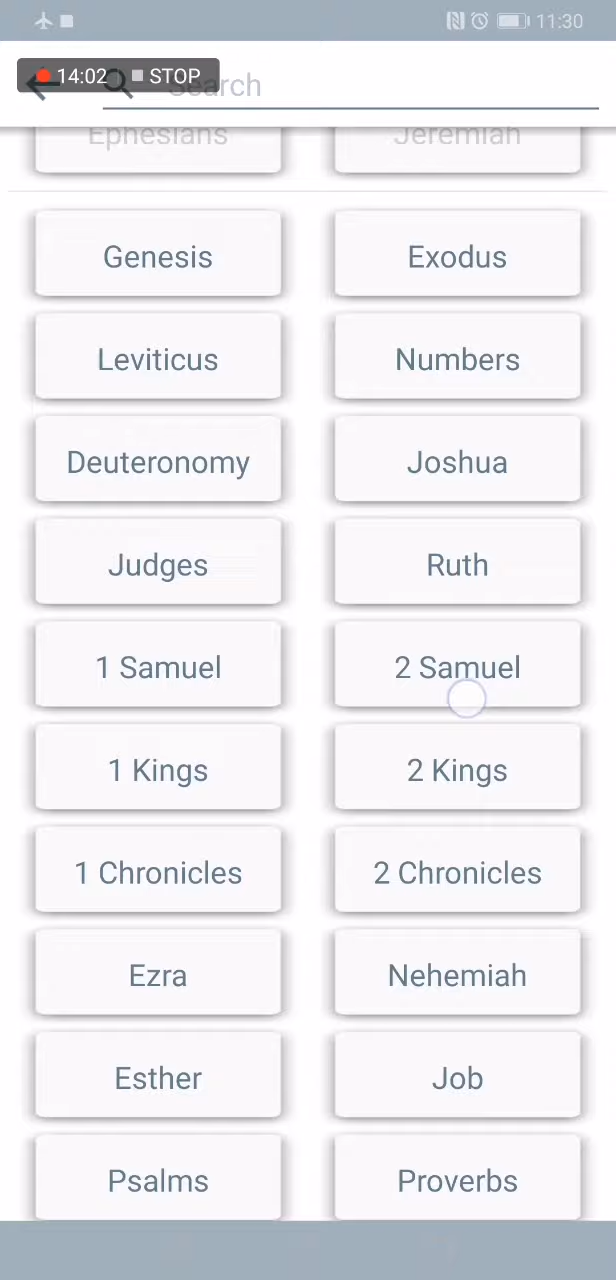 11:30
14:02 STOP
Search
Ephesians Jeremiah
Genesis Exodus
Leviticus Numbers
Deuteronomy Joshua
Judges Ruth
1 Samuel 2 Samuel
1 Kings 2 Kings
1 Chronicles 2 Chronicles
Ezra Nehemiah
Esther Job
Psalms Proverbs